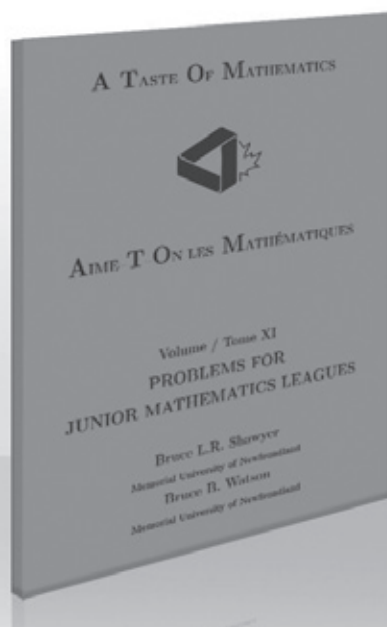 A TASTE OF MATHEMATICS
AIME-T-ON LES MATHÉMATIQUES
Volume / Tome XI
PROBLEMS FOR
JUNIOR MATHEMATICS LEAGUES
Bruce L.R. Shawyer
Memorial University of Newfoundland
Bruce B. Watson
Memorial University of Newfoundland